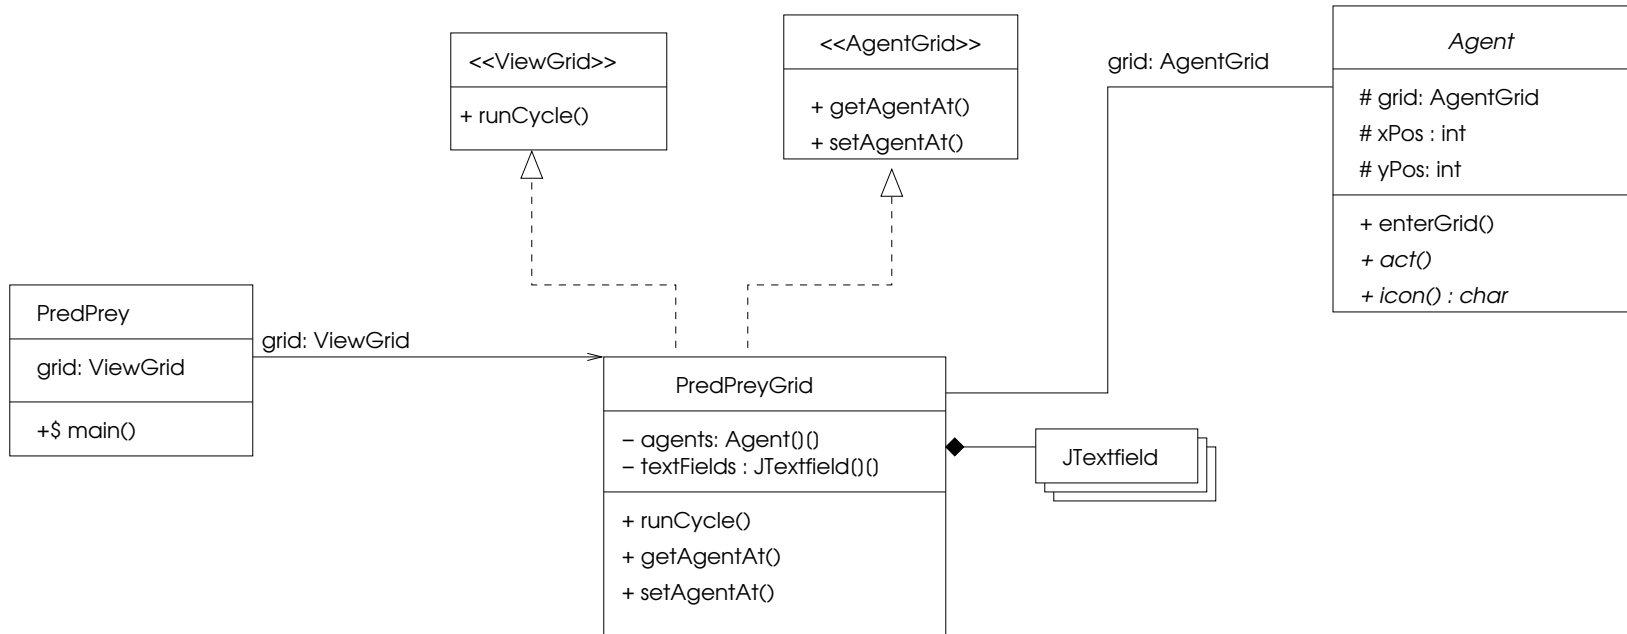 <<ViewGrid>>
+ runCycle()
<<AgentGrid>>
+ getAgentAt()
+ setAgentAt()
grid: AgentGrid
Agent
# grid: AgentGrid
# xPos : int
# yPos: int
+ enterGrid()
+ act()
+ icon() : char
PredPrey
grid: ViewGrid
+$ main()
grid: ViewGrid
PredPreyGrid
– agents: Agent[][]
– textFields : JTextfield[][]
+ runCycle()
+ getAgentAt()
+ setAgentAt()
JTextfield